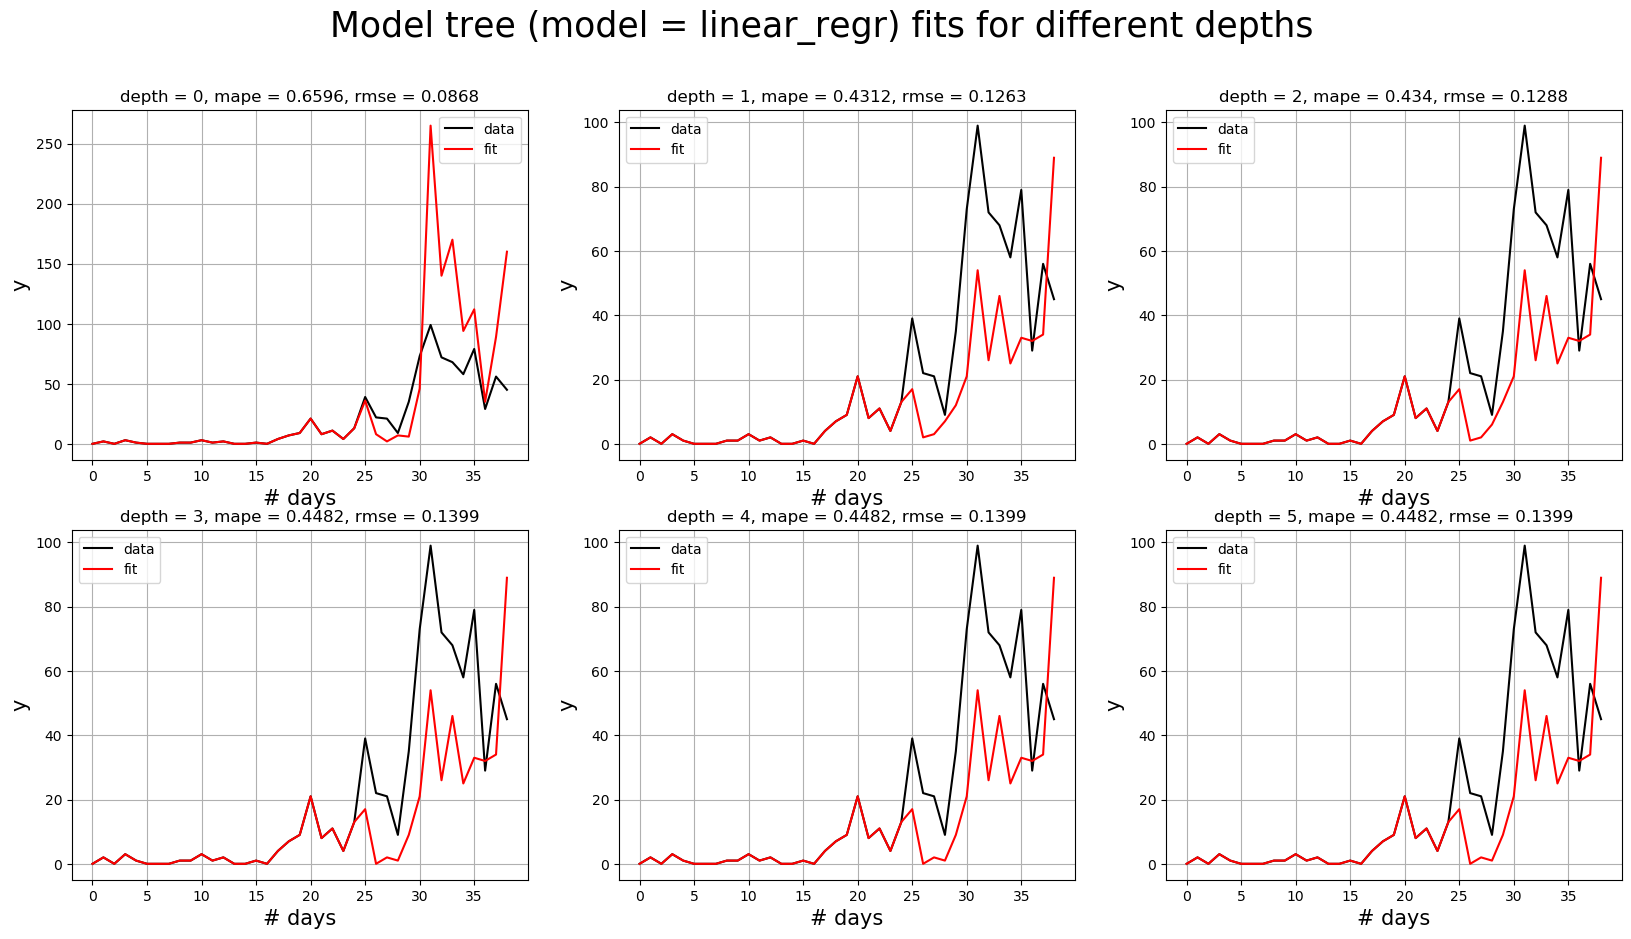 Model tree (model = linear_regr) fits for different depths
depth = 0, mape = 0.6596, rmse = 0.0868
250
200
150
100
50
0
y
data
fit
0 5 10 15 20 25 30 35
# days
depth = 1, mape = 0.4312, rmse = 0.1263
100
80
60
40
20
0
y
data
fit
0 5 10 15 20 25 30 35
# days
depth = 2, mape = 0.434, rmse = 0.1288
100
80
60
40
20
0
y
data
fit
0 5 10 15 20 25 30 35
# days
depth = 3, mape = 0.4482, rmse = 0.1399
100
80
60
40
20
0
y
data
fit
0 5 10 15 20 25 30 35
# days
depth = 4, mape = 0.4482, rmse = 0.1399
100
80
60
40
20
0
y
data
fit
0 5 10 15 20 25 30 35
# days
depth = 5, mape = 0.4482, rmse = 0.1399
100
80
60
40
20
0
y
data
fit
0 5 10 15 20 25 30 35
# days